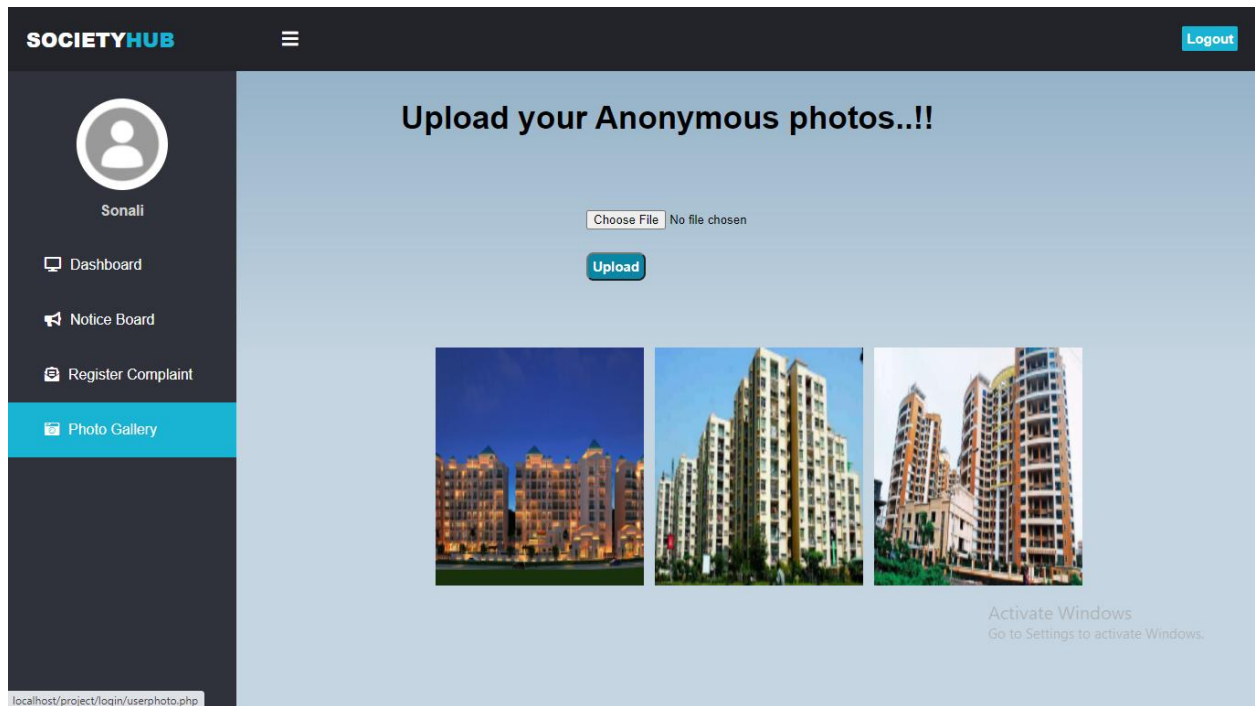 SOCIETYHUB
Logout
Upload your Anonymous photos..!!
Sonali
Choose File No file chosen
Upload
Dashboard
Notice Board
Register Complaint
Photo Gallery
Activate Windows
Go to Settings to activate Windows.
localhost/project/login/userphoto.php